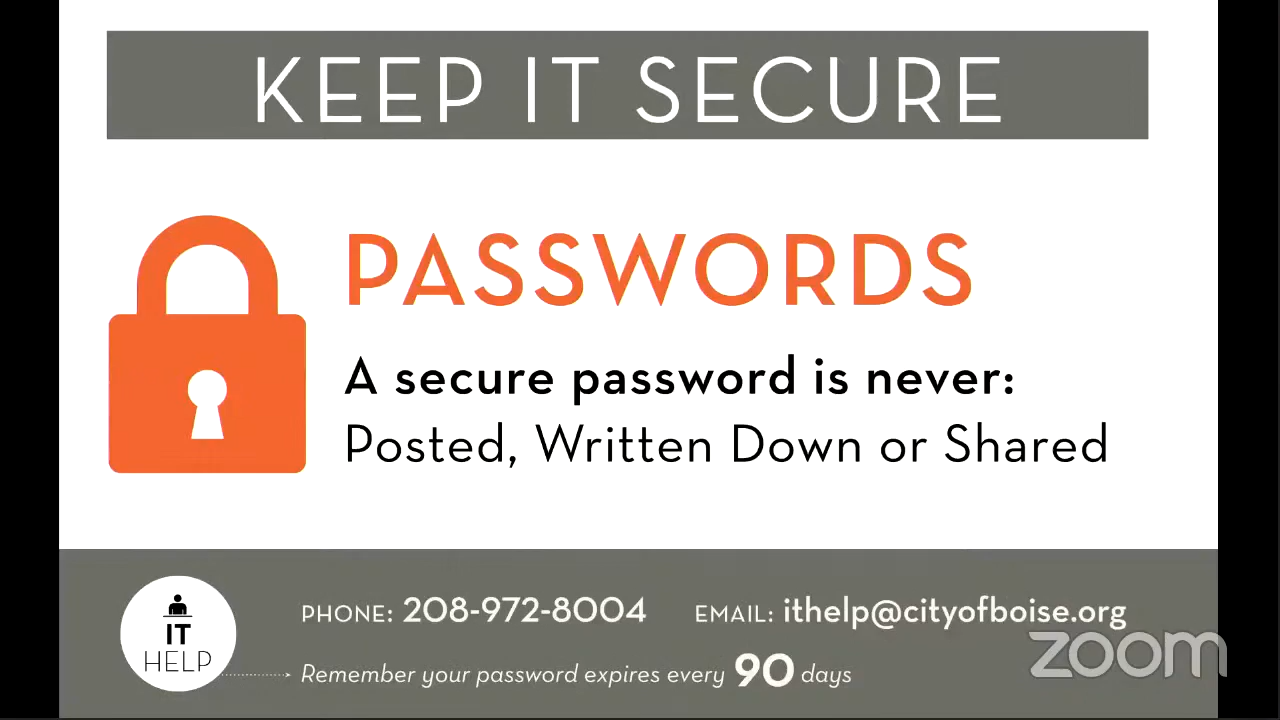 KEEP IT SECURE
PASSWORDS
A secure password is never:
Posted, Written Down or Shared
IT
HELP
PHONE: 208-972-8004 EMAIL: ithelp@cityofboise.org
Remember your password expires every 90 days
zoom